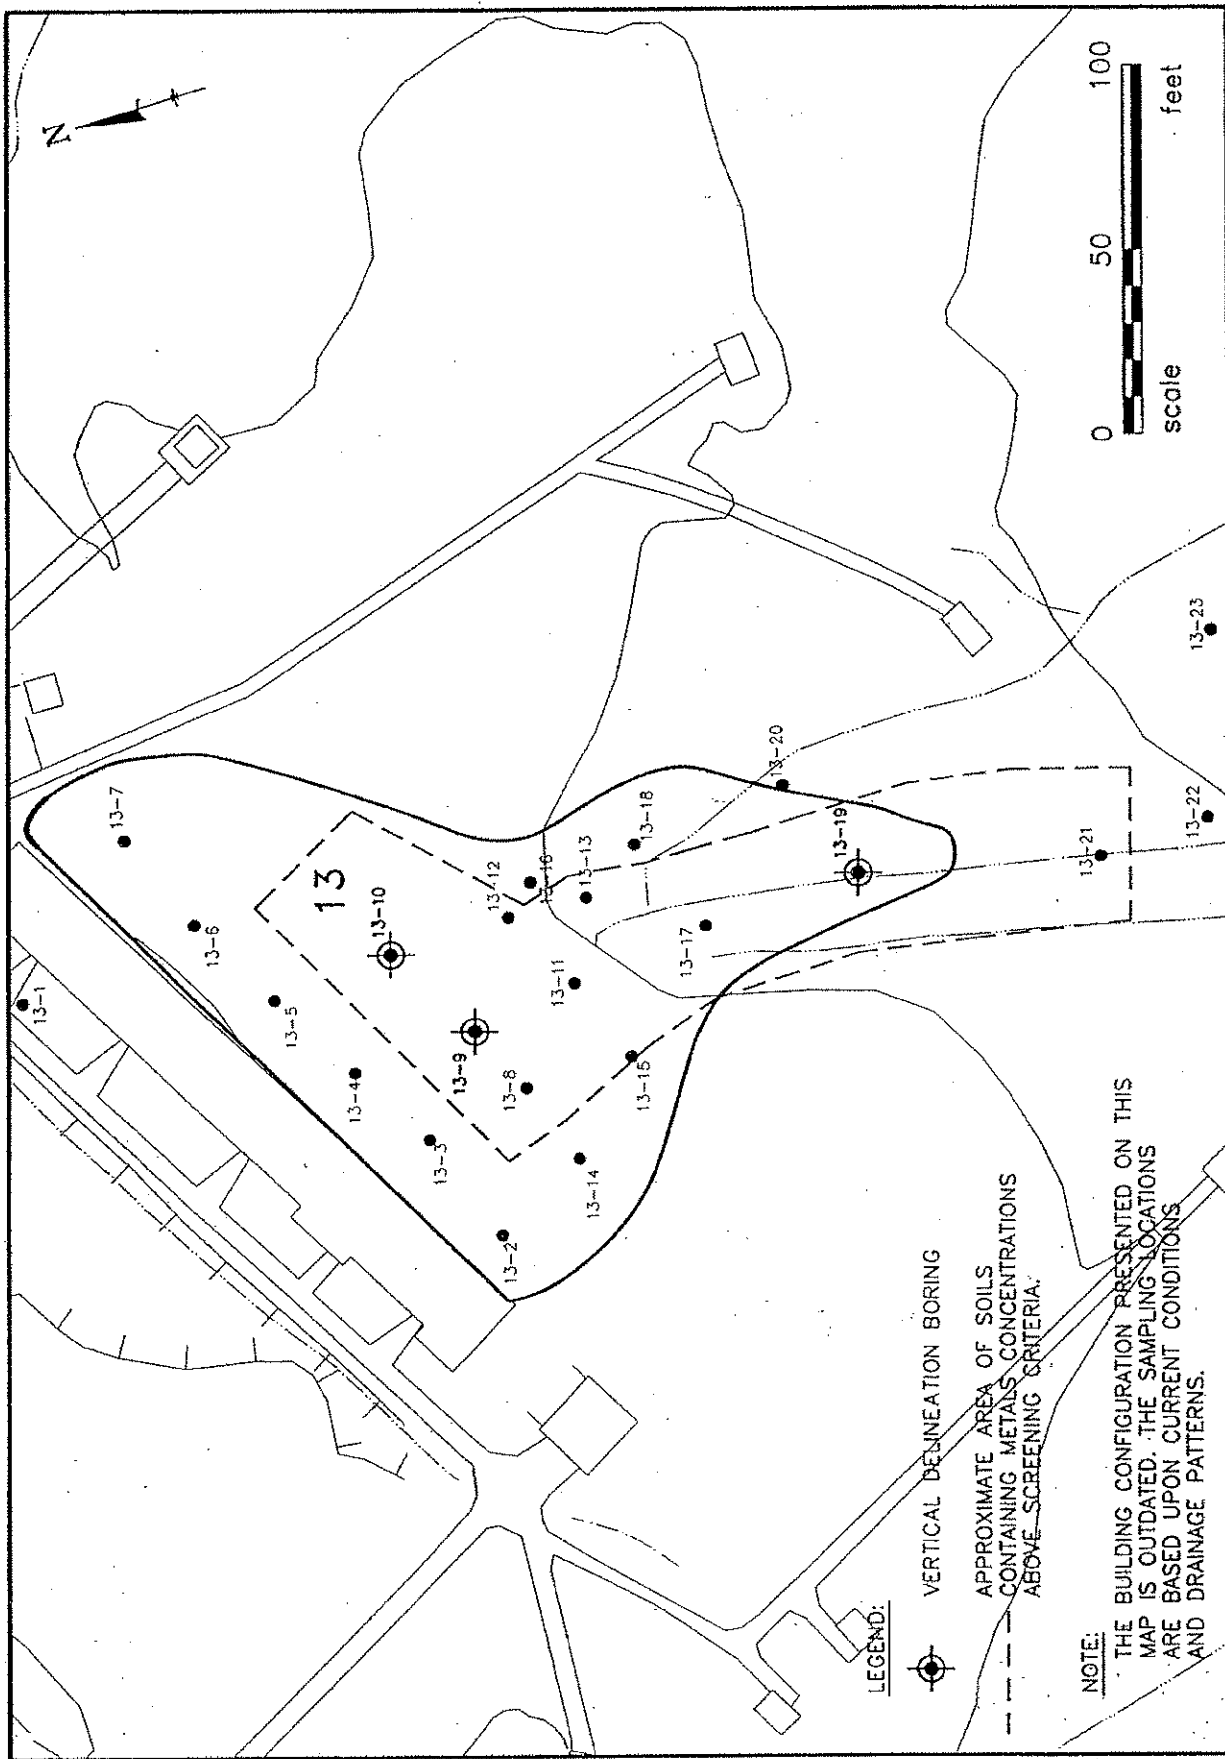 N
13-7
13-6
13
13-1
13-5
13-10
13-4
13-12
13-16
13-13
13-18
13-20
13-9
13-3
13-8
13-11
13-17
13-19
13-2
13-14
13-15
13-21
13-22
13-23
0 50 100
scale feet
LEGEND:
VERTICAL DELINEATION BORING
APPROXIMATE AREA OF SOILS
CONTAINING METALS CONCENTRATIONS
ABOVE SCREENING CRITERIA.
NOTE:
THE BUILDING CONFIGURATION PRESENTED ON THIS
MAP IS OUTDATED. THE SAMPLING LOCATIONS
ARE BASED UPON CURRENT CONDITIONS
AND DRAINAGE PATTERNS.